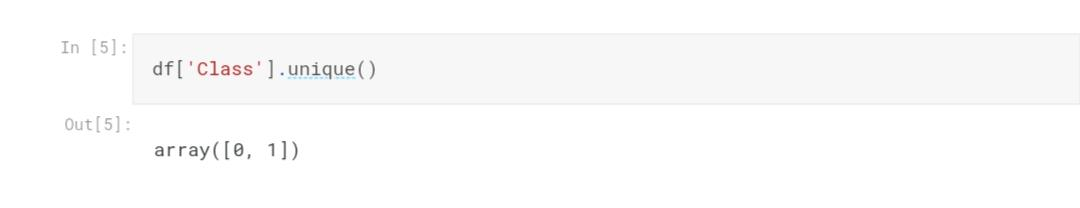 In [5]:
df['Class'].unique()
Out[5]:
array([0, 1])